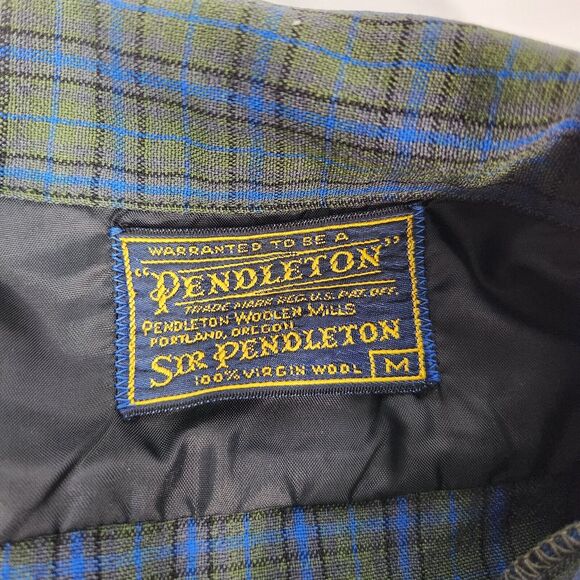 WARRANTED TO BE A
"PENDLETON"
TRADE MARK REG. U.S. PAT. OFF.
PENDLETON WOOLEN MILLS
PORTLAND, OREGON
SIR PENDLETON
100% VIRGIN WOOL M